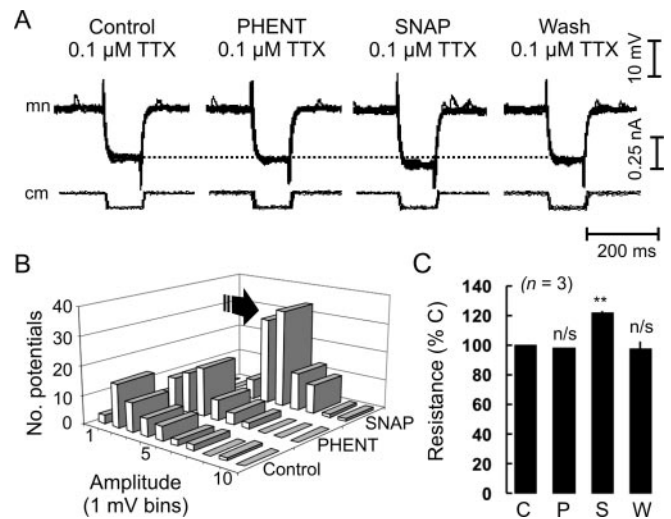 A
Control PHENT SNAP Wash
0.1 µM TTX 0.1 µM TTX 0.1 µM TTX 0.1 µM TTX
10 mV
mn
0.25 nA
cm
200 ms
B
No. potentials
40
30
20
10
0
1
5
10
Amplitude
(1 mV bins)
Control
PHENT
SNAP
C
Resistance (% C)
(n = 3)
140
120
100
80
60
40
20
0
n/s
**
n/s
C P S W